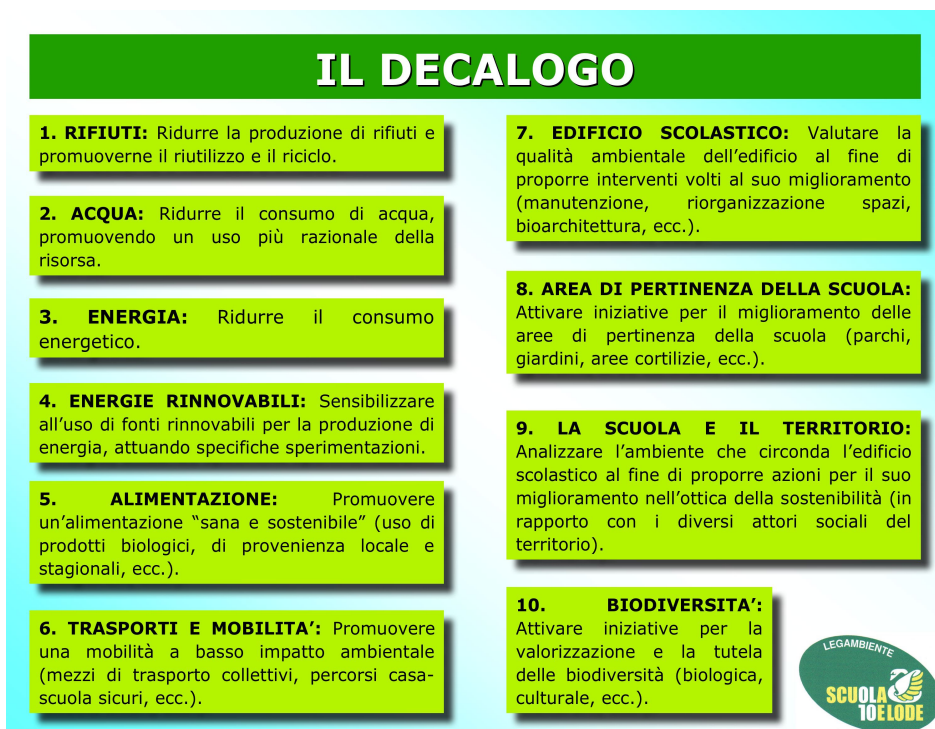 IL DECALOGO
1. RIFIUTI: Ridurre la produzione di rifiuti e
promuoverne il riutilizzo e il riciclo.
2. ACQUA: Ridurre il consumo di acqua,
promuovendo un uso più razionale della
risorsa.
3. ENERGIA: Ridurre il consumo
energetico.
4. ENERGIE RINNOVABILI: Sensibilizzare
all'uso di fonti rinnovabili per la produzione di
energia, attuando specifiche sperimentazioni.
5. ALIMENTAZIONE: Promuovere
un'alimentazione “sana e sostenibile” (uso di
prodotti biologici, di provenienza locale e
stagionali, ecc.).
6. TRASPORTI E MOBILITA’: Promuovere
una mobilità a basso impatto ambientale
(mezzi di trasporto collettivi, percorsi casa-
scuola sicuri, ecc.).
7. EDIFICIO SCOLASTICO: Valutare la
qualità ambientale dell’edificio al fine di
proporre interventi volti al suo miglioramento
(manutenzione, riorganizzazione spazi,
bioarchitettura, ecc.).
8. AREA DI PERTINENZA DELLA SCUOLA:
Attivare iniziative per il miglioramento delle
aree di pertinenza della scuola (parchi,
giardini, aree cortilizie, ecc.).
9. LA SCUOLA E IL TERRITORIO:
Analizzare l’ambiente che circonda l’edificio
scolastico al fine di proporre azioni per il suo
miglioramento nell’ottica della sostenibilità (in
rapporto con i diversi attori sociali del
territorio).
10. BIODIVERSITA’:
Attivare iniziative per la
valorizzazione e la tutela
delle biodiversità (biologica,
culturale, ecc.).
LEGAMBIENTE
SCUOLA
10ELODE